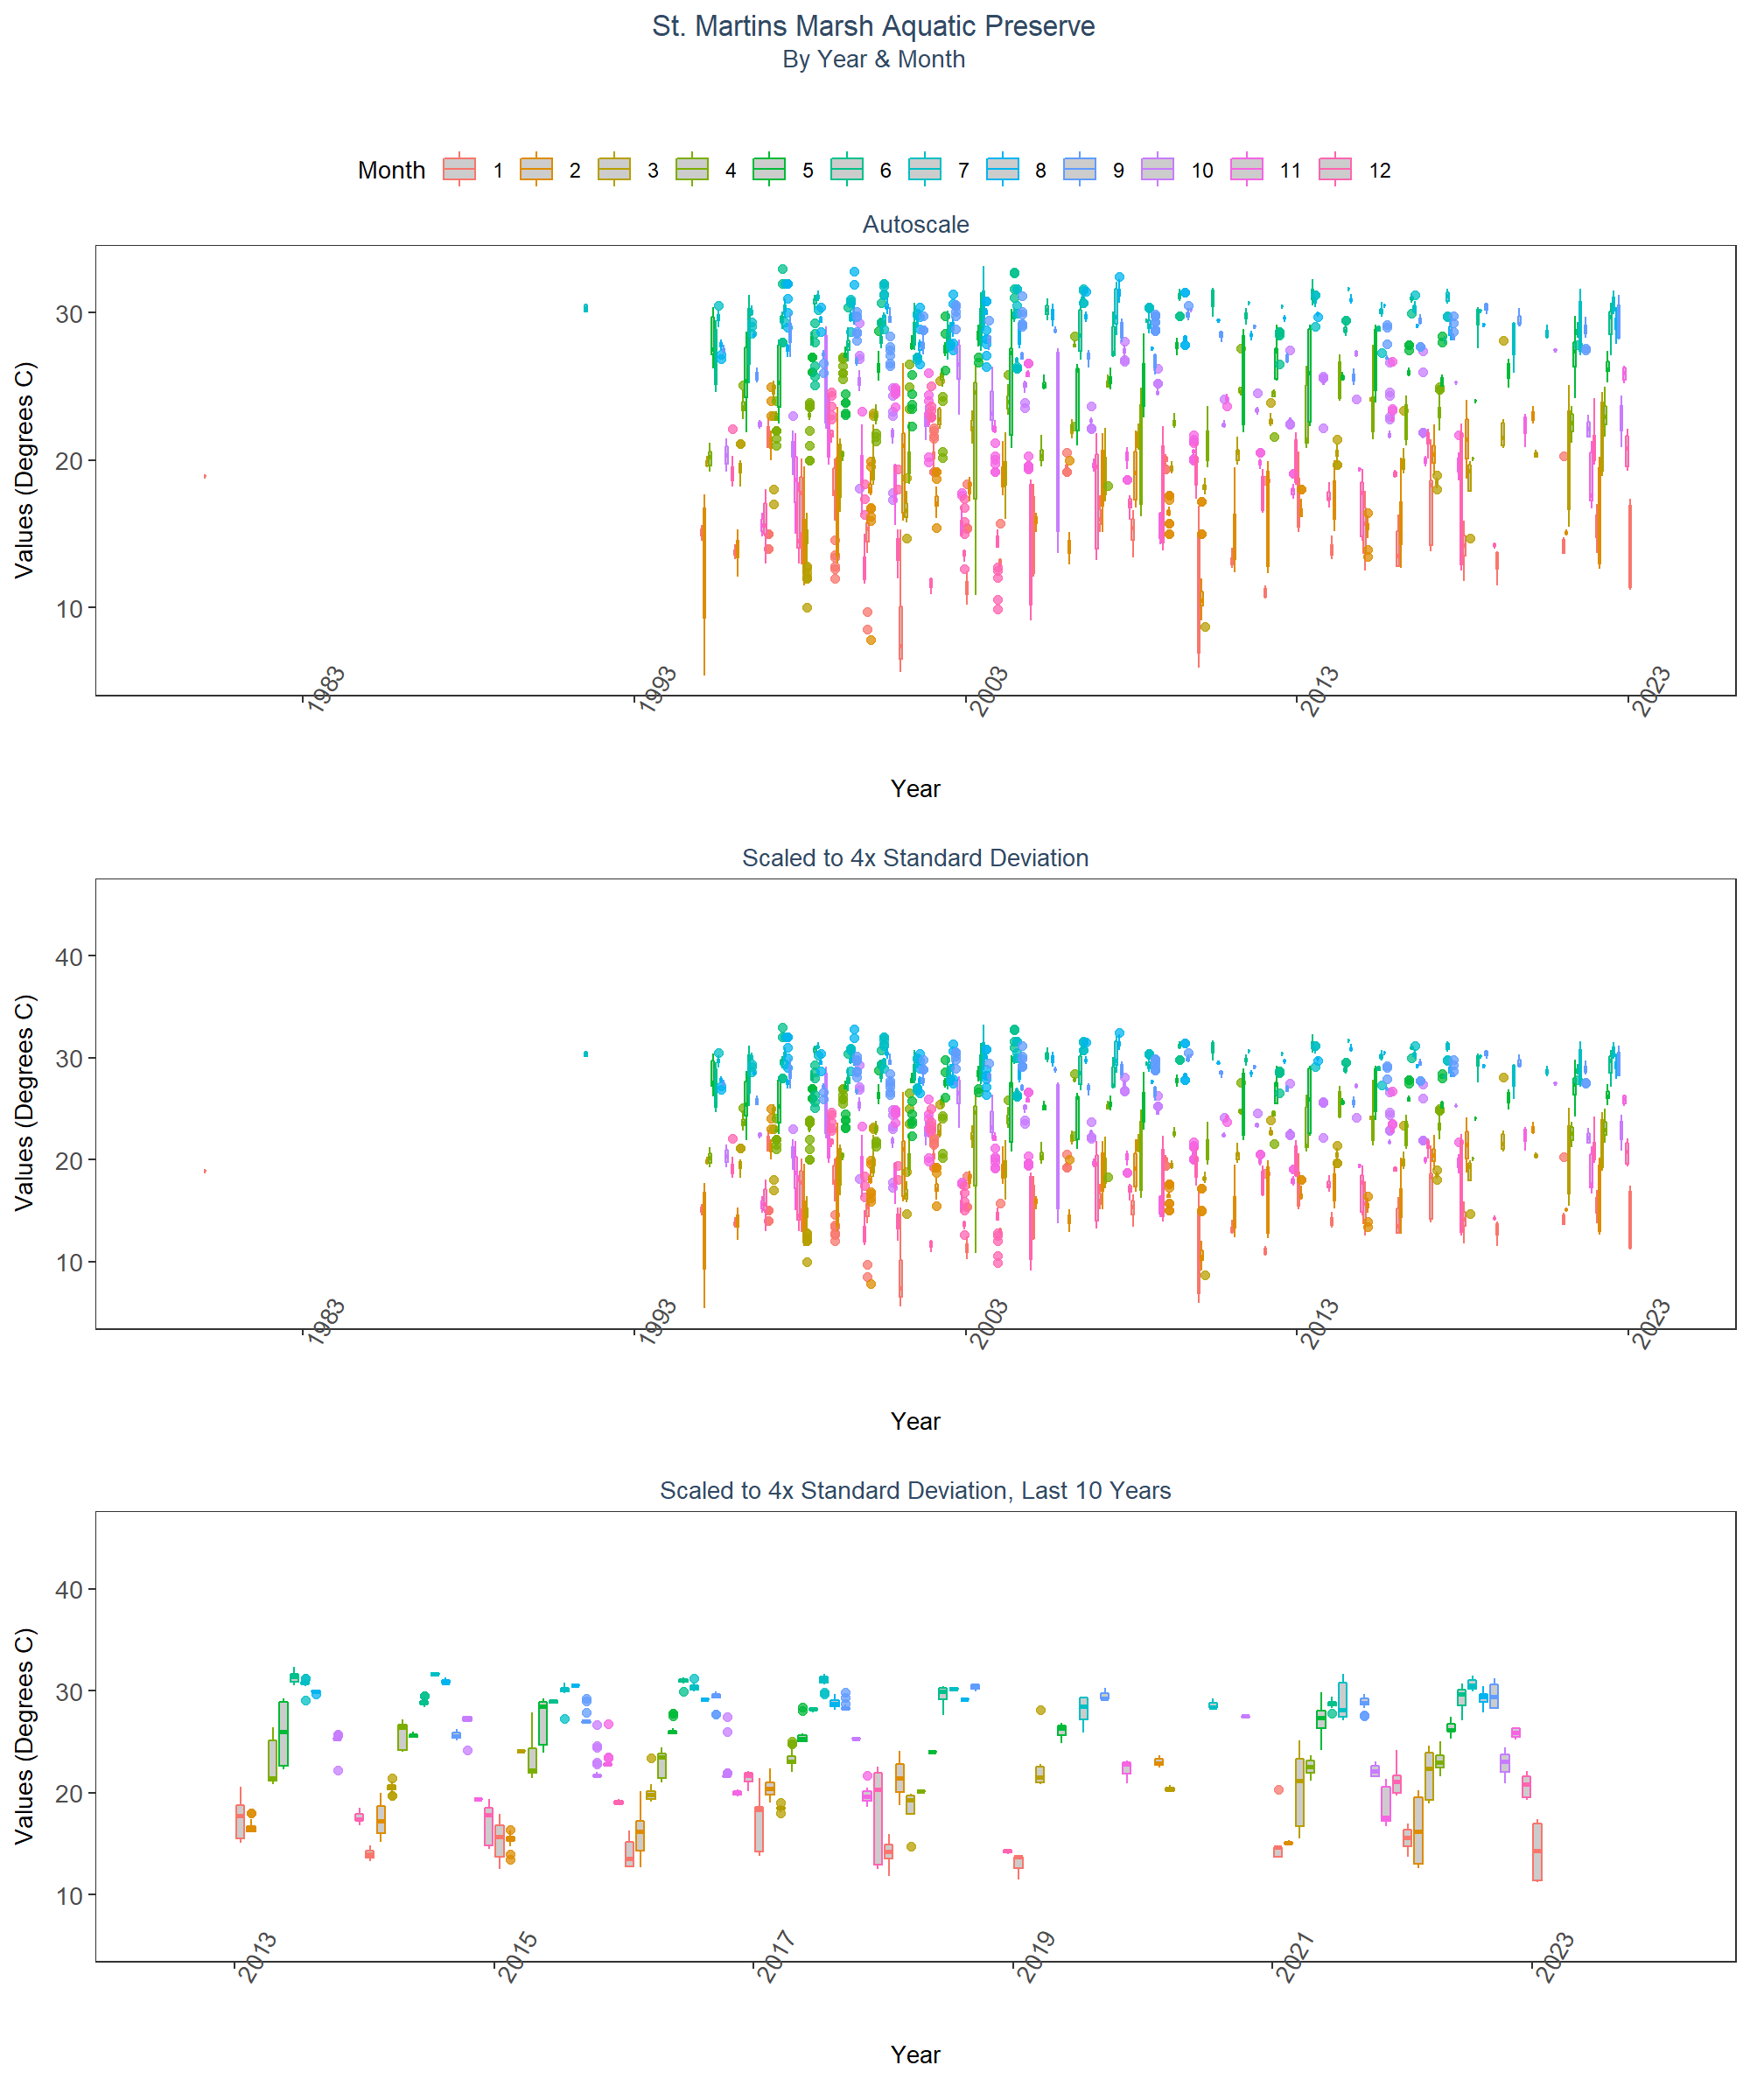 St. Martins Marsh Aquatic Preserve
By Year & Month
Month 1 2 3 4 5 6 7 8 9 10 11 12
Autoscale
Values (Degrees C)
30
20
10
1983 1993 2003 2013 2023
Year
Scaled to 4x Standard Deviation
Values (Degrees C)
40
30
20
10
1983 1993 2003 2013 2023
Year
Scaled to 4x Standard Deviation, Last 10 Years
Values (Degrees C)
40
30
20
10
2013 2015 2017 2019 2021 2023
Year